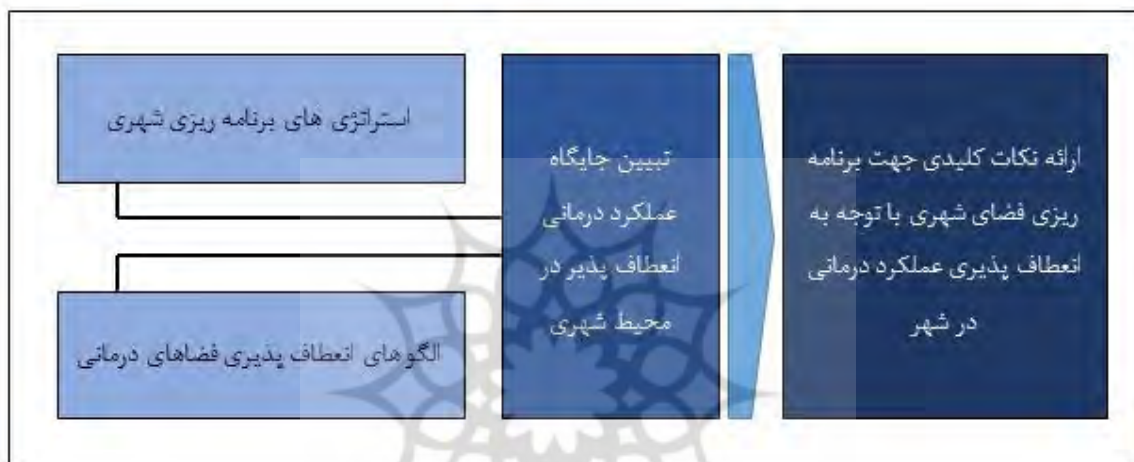 استراتژی های برنامه ریزی شهری
الگوهای انعطاف پذیری فضاهای درمانی
تبیین جایگاه
عملکرد درمانی
انعطاف پذیر در
محیط شهری
ارائه نکات کلیدی جهت برنامه
ریزی فضای شهری با توجه به
انعطاف پذیری عملکرد درمانی
در شهر